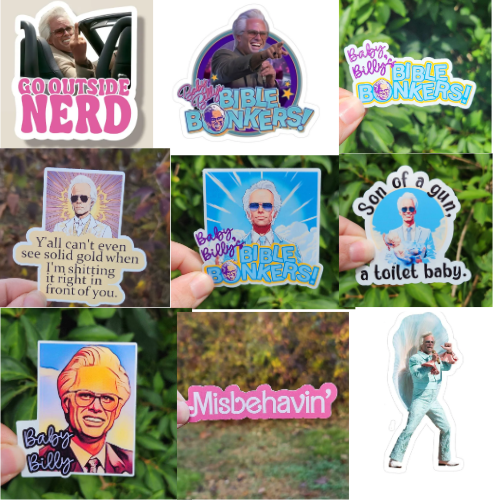 GO OUTSIDE
NERD
Baby
Billy's
BIBLE
BONKERS!
Baby,
Billy's
BIBLE
BONKERS!
Y'all can't even
see solid gold when
I'm shitting
it right in
front of you.
Baby,
Billy's
BIBLE
BONKERS!
Son of a gun,
a toilet baby.
Baby
Billy
Misbehavin'